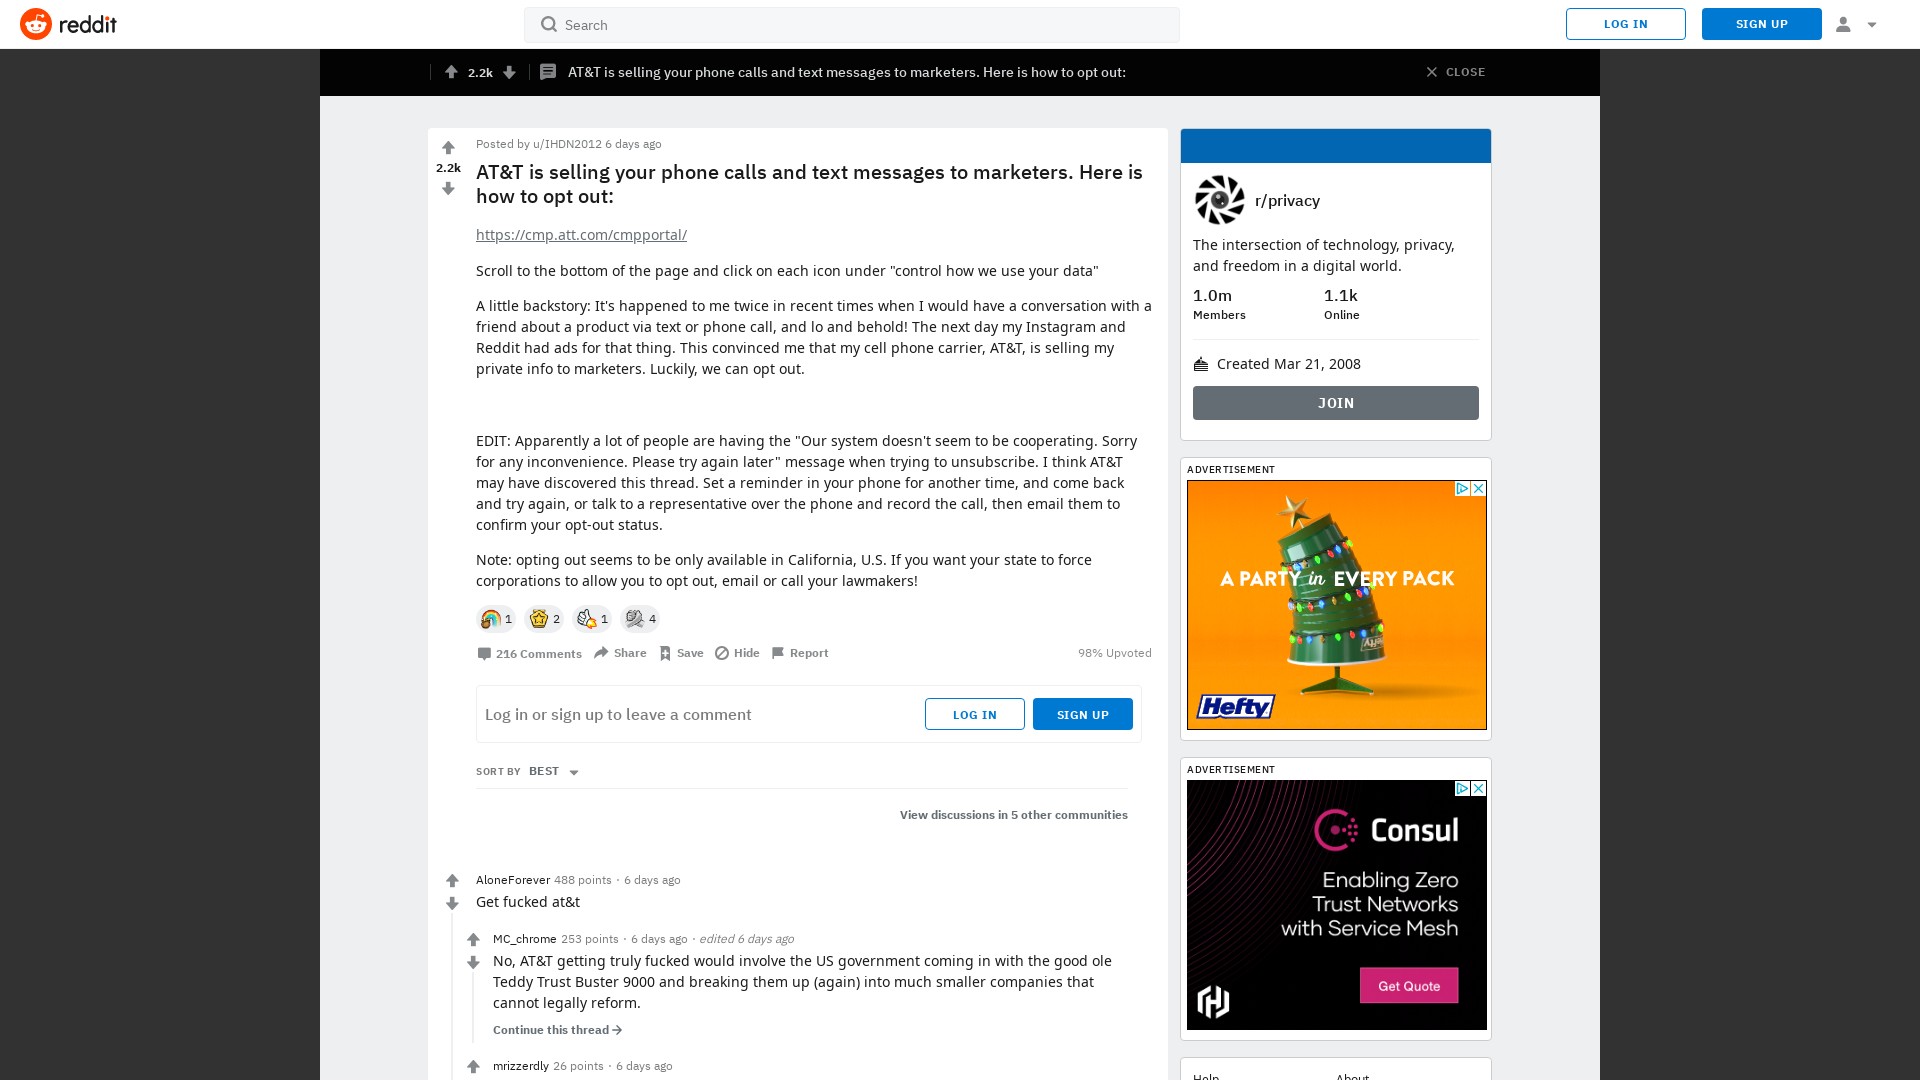 reddit
Search
LOG IN
SIGN UP
2.2k
AT&T is selling your phone calls and text messages to marketers. Here is how to opt out:
CLOSE
Posted by u/IHDN2012 6 days ago
2.2k
AT&T is selling your phone calls and text messages to marketers. Here is
how to opt out:
https://cmp.att.com/cmpportal/
Scroll to the bottom of the page and click on each icon under "control how we use your data"
A little backstory: It's happened to me twice in recent times when I would have a conversation with a
friend about a product via text or phone call, and lo and behold! The next day my Instagram and
Reddit had ads for that thing. This convinced me that my cell phone carrier, AT&T, is selling my
private info to marketers. Luckily, we can opt out.
EDIT: Apparently a lot of people are having the "Our system doesn't seem to be cooperating. Sorry
for any inconvenience. Please try again later" message when trying to unsubscribe. I think AT&T
may have discovered this thread. Set a reminder in your phone for another time, and come back
and try again, or talk to a representative over the phone and record the call, then email them to
confirm your opt-out status.
Note: opting out seems to be only available in California, U.S. If you want your state to force
corporations to allow you to opt out, email or call your lawmakers!
1
2
1
4
216 Comments
Share
Save
Hide
Report
98% Upvoted
Log in or sign up to leave a comment
LOG IN
SIGN UP
SORT BY BEST
View discussions in 5 other communities
AloneForever 488 points · 6 days ago
Get fucked at&t
MC_chrome 253 points · 6 days ago · edited 6 days ago
No, AT&T getting truly fucked would involve the US government coming in with the good ole
Teddy Trust Buster 9000 and breaking them up (again) into much smaller companies that
cannot legally reform.
Continue this thread
mrizzerdly 26 points · 6 days ago
r/privacy
The intersection of technology, privacy,
and freedom in a digital world.
1.0m
Members
1.1k
Online
Created Mar 21, 2008
JOIN
ADVERTISEMENT
A PARTY in EVERY PACK
Hefty
ADVERTISEMENT
Consul
Enabling Zero
Trust Networks
with Service Mesh
Get Quote
Help
About